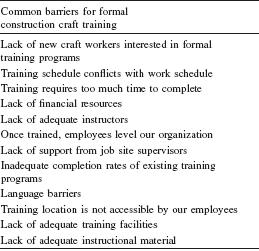 Common barriers for formal
construction craft training
Lack of new craft workers interested in formal
training programs
Training schedule conflicts with work schedule
Training requires too much time to complete
Lack of financial resources
Lack of adequate instructors
Once trained, employees level our organization
Lack of support from job site supervisors
Inadequate completion rates of existing training
programs
Language barriers
Training location is not accessible by our employees
Lack of adequate training facilities
Lack of adequate instructional material